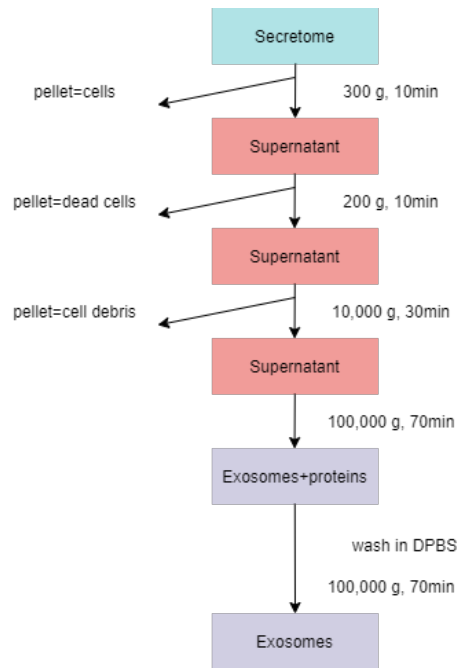 Secretome
pellet=cells
300 g, 10min
Supernatant
pellet=dead cells
200 g, 10min
Supernatant
pellet=cell debris
10,000 g, 30min
Supernatant
100,000 g, 70min
Exosomes+proteins
wash in DPBS
100,000 g, 70min
Exosomes